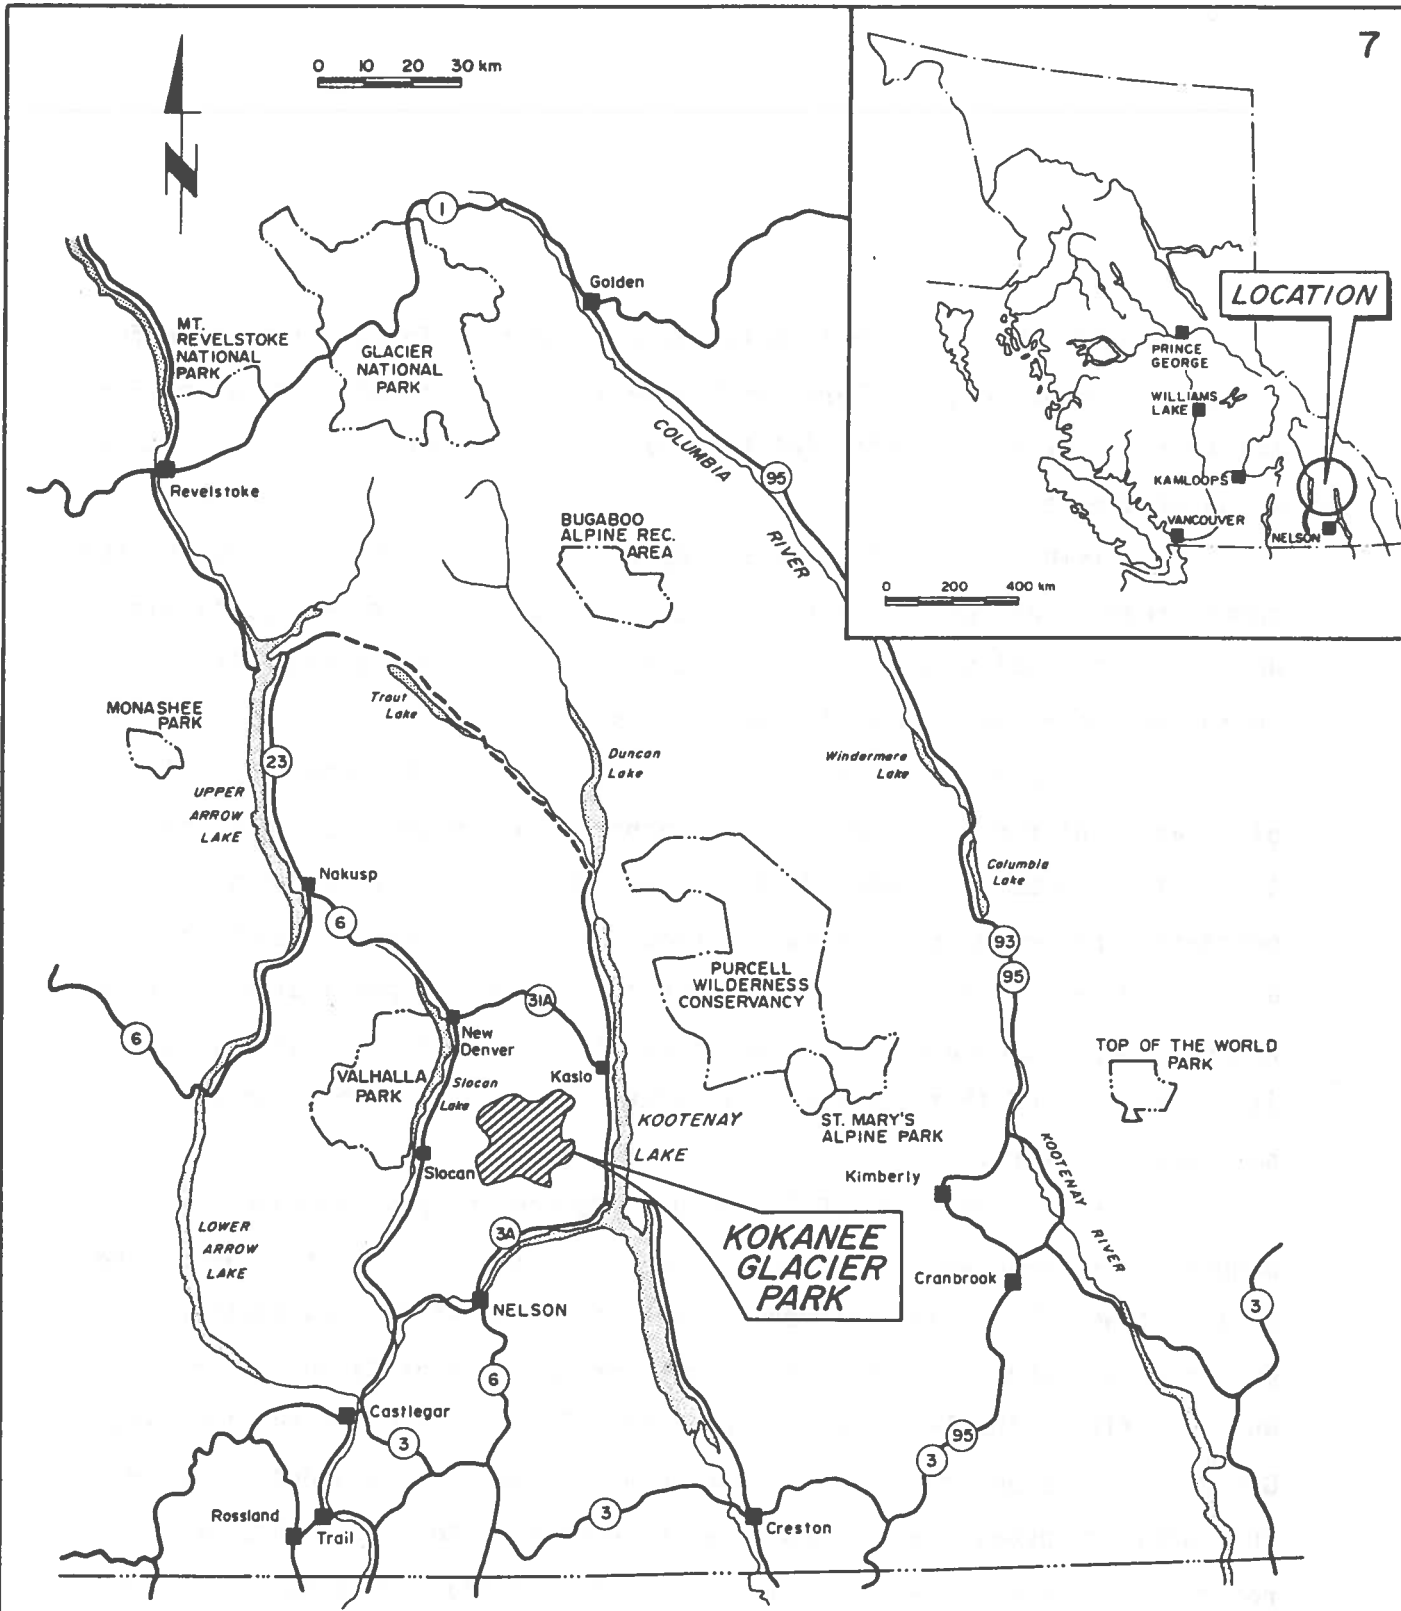 7
0 10 20 30 km
N
1
Golden
MT.
REVELSTOKE
NATIONAL
PARK
GLACIER
NATIONAL
PARK
COLUMBIA
RIVER
95
Revelstoke
BUGABOO
ALPINE REC.
AREA
LOCATION
PRINCE
GEORGE
WILLIAMS
LAKE
KAMLOOPS
VANCOUVER
NELSON
0 200 400 km
MONASHEE
PARK
Trout
Lake
23
Duncan
Lake
Windermere
Lake
UPPER
ARROW
LAKE
Columbia
Lake
Nakusp
6
93
95
PURCELL
WILDERNESS
CONSERVANCY
31A
6
New
Denver
TOP OF THE WORLD
PARK
VALHALLA
PARK
Slocan
Lake
Kaslo
KOOTENAY
LAKE
ST. MARY'S
ALPINE PARK
Slocan
Kimberly
KOOTENAY
RIVER
LOWER
ARROW
LAKE
3A
KOKANEE
GLACIER
PARK
Cranbrook
3
NELSON
6
Castlegar
3
95
3
Rossland
Trail
3
Creston